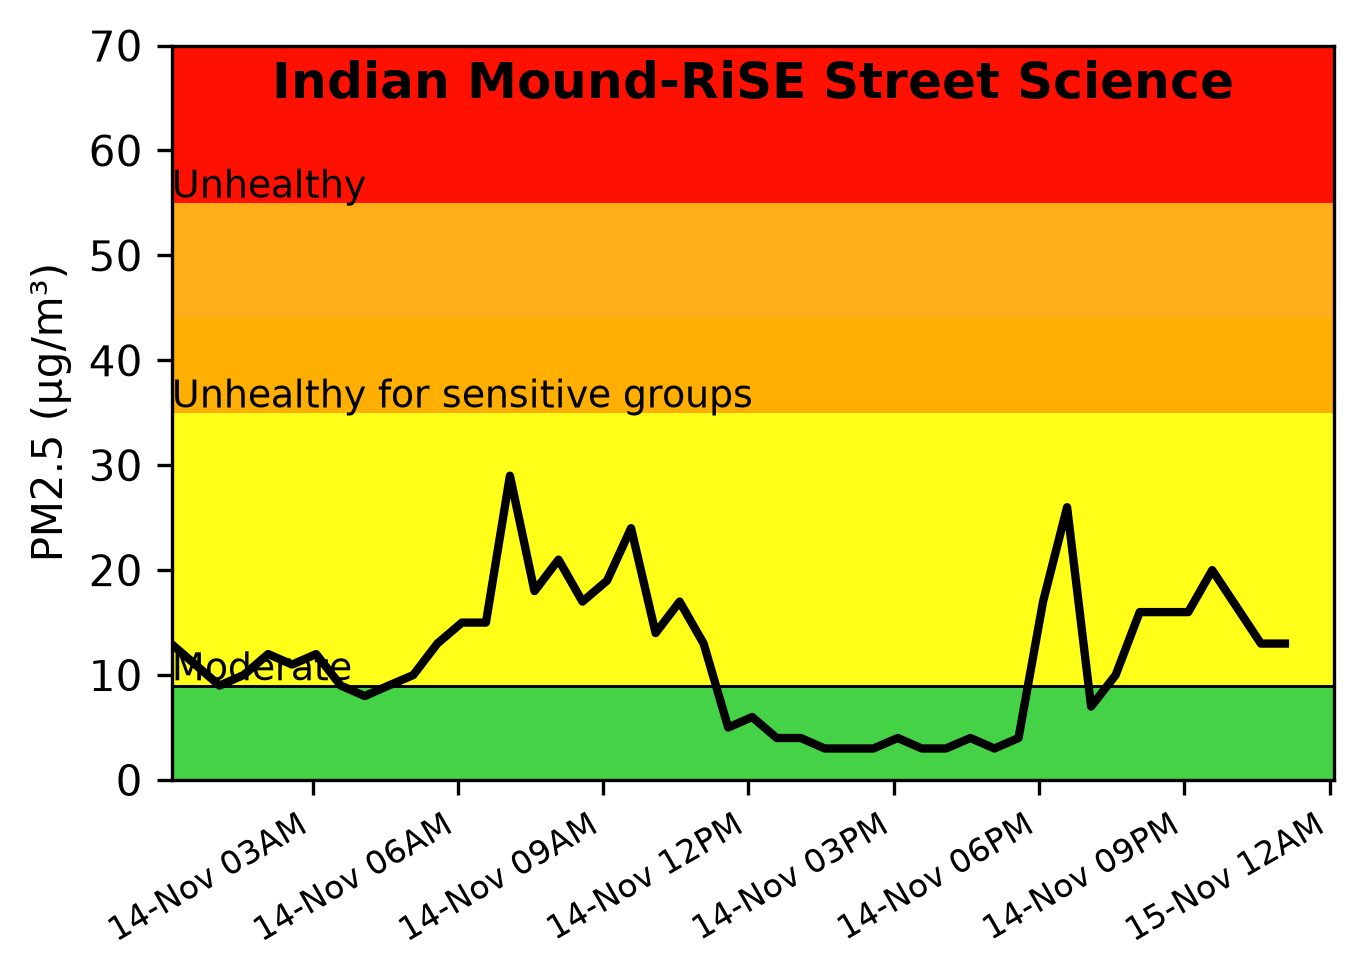 Indian Mound-RiSE Street Science
70
60
Unhealthy
50
40
Unhealthy for sensitive groups
30
20
10
Moderate
0
PM2.5 (µg/m³)
14-Nov 03AM
14-Nov 06AM
14-Nov 09AM
14-Nov 12PM
14-Nov 03PM
14-Nov 06PM
14-Nov 09PM
15-Nov 12AM